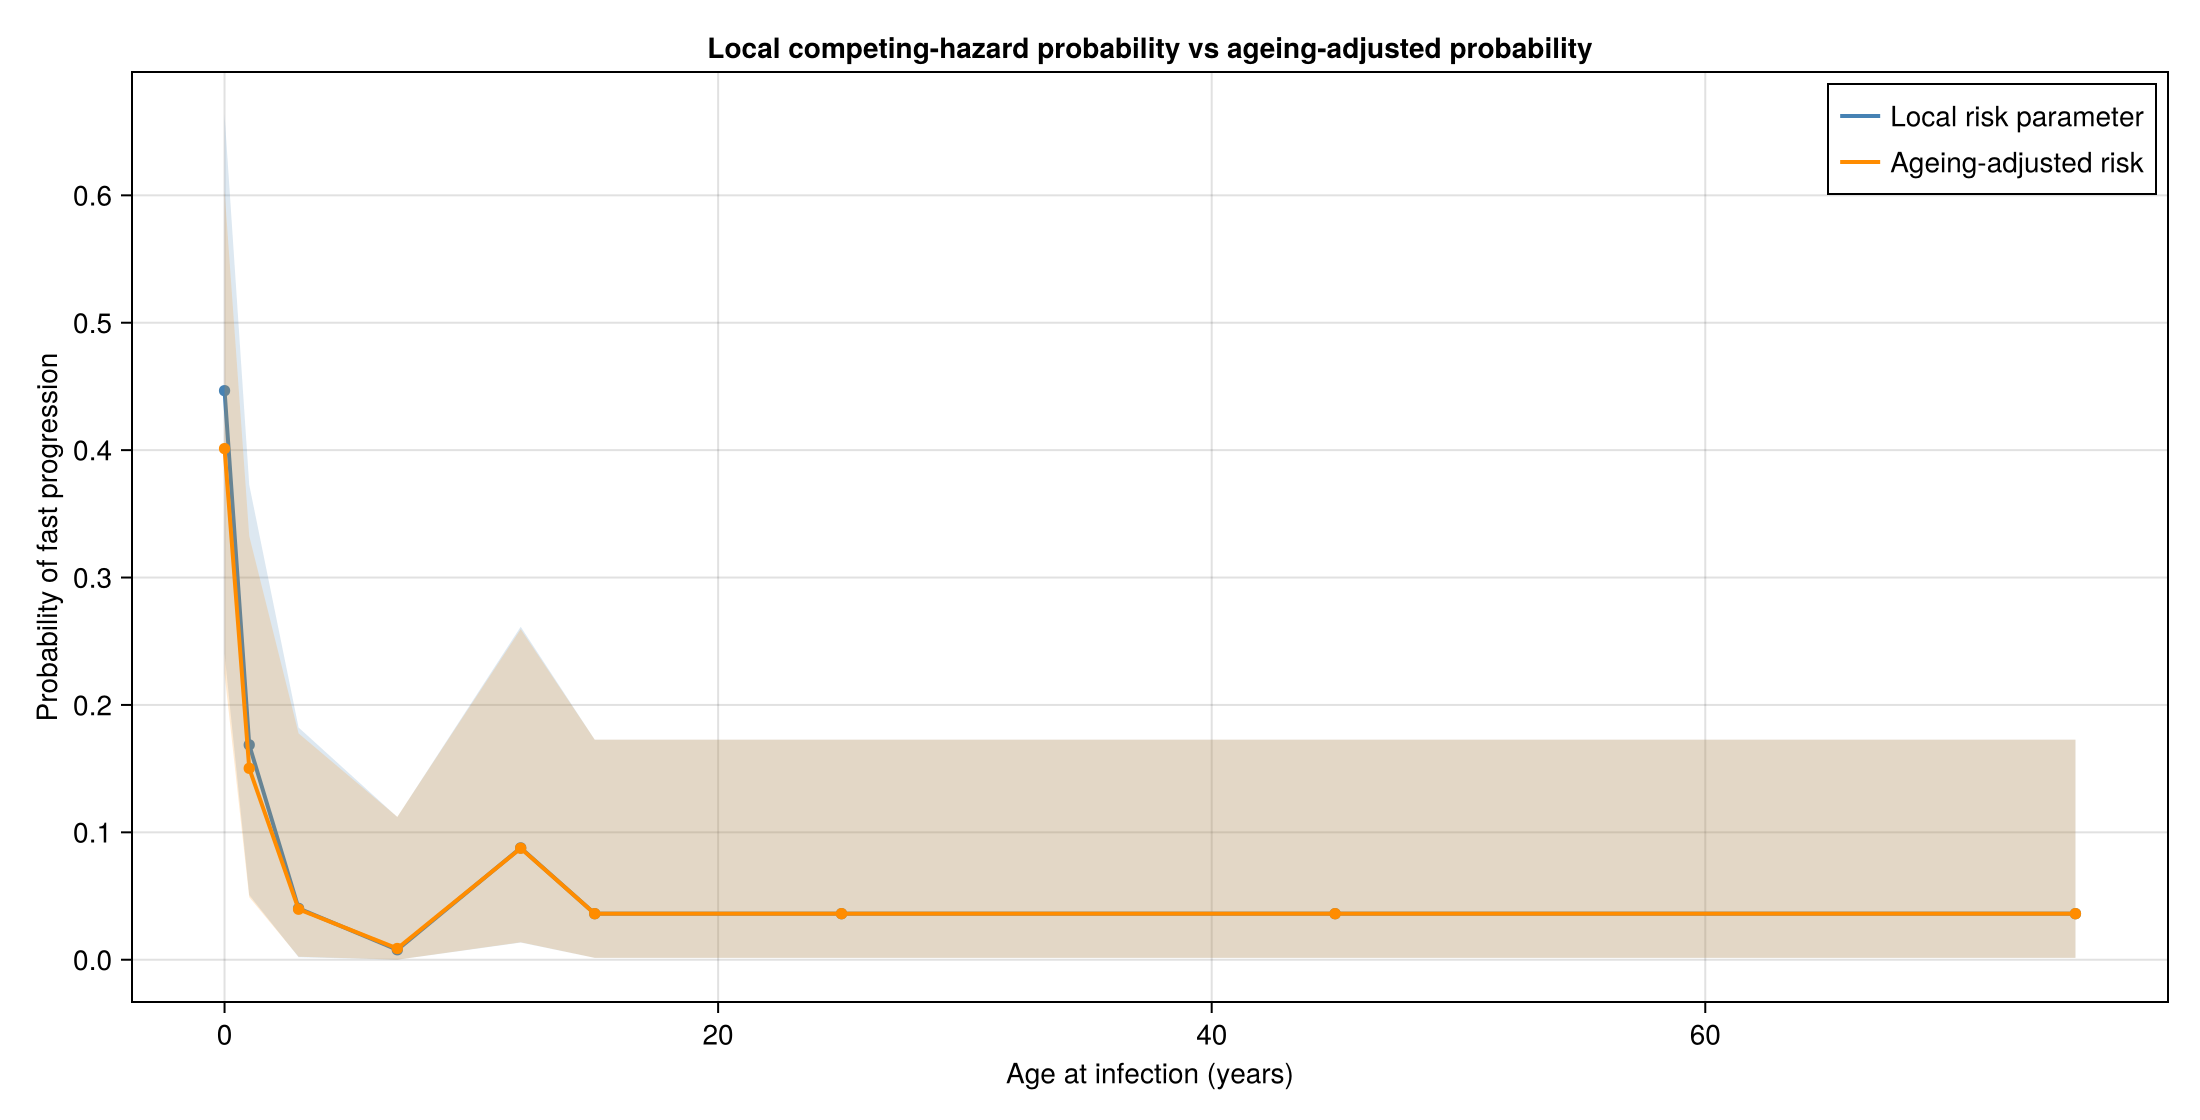 Local competing-hazard probability vs ageing-adjusted probability
Local risk parameter
Ageing-adjusted risk
Probability of fast progression
0.6
0.5
0.4
0.3
0.2
0.1
0.0
0
20
40
60
Age at infection (years)